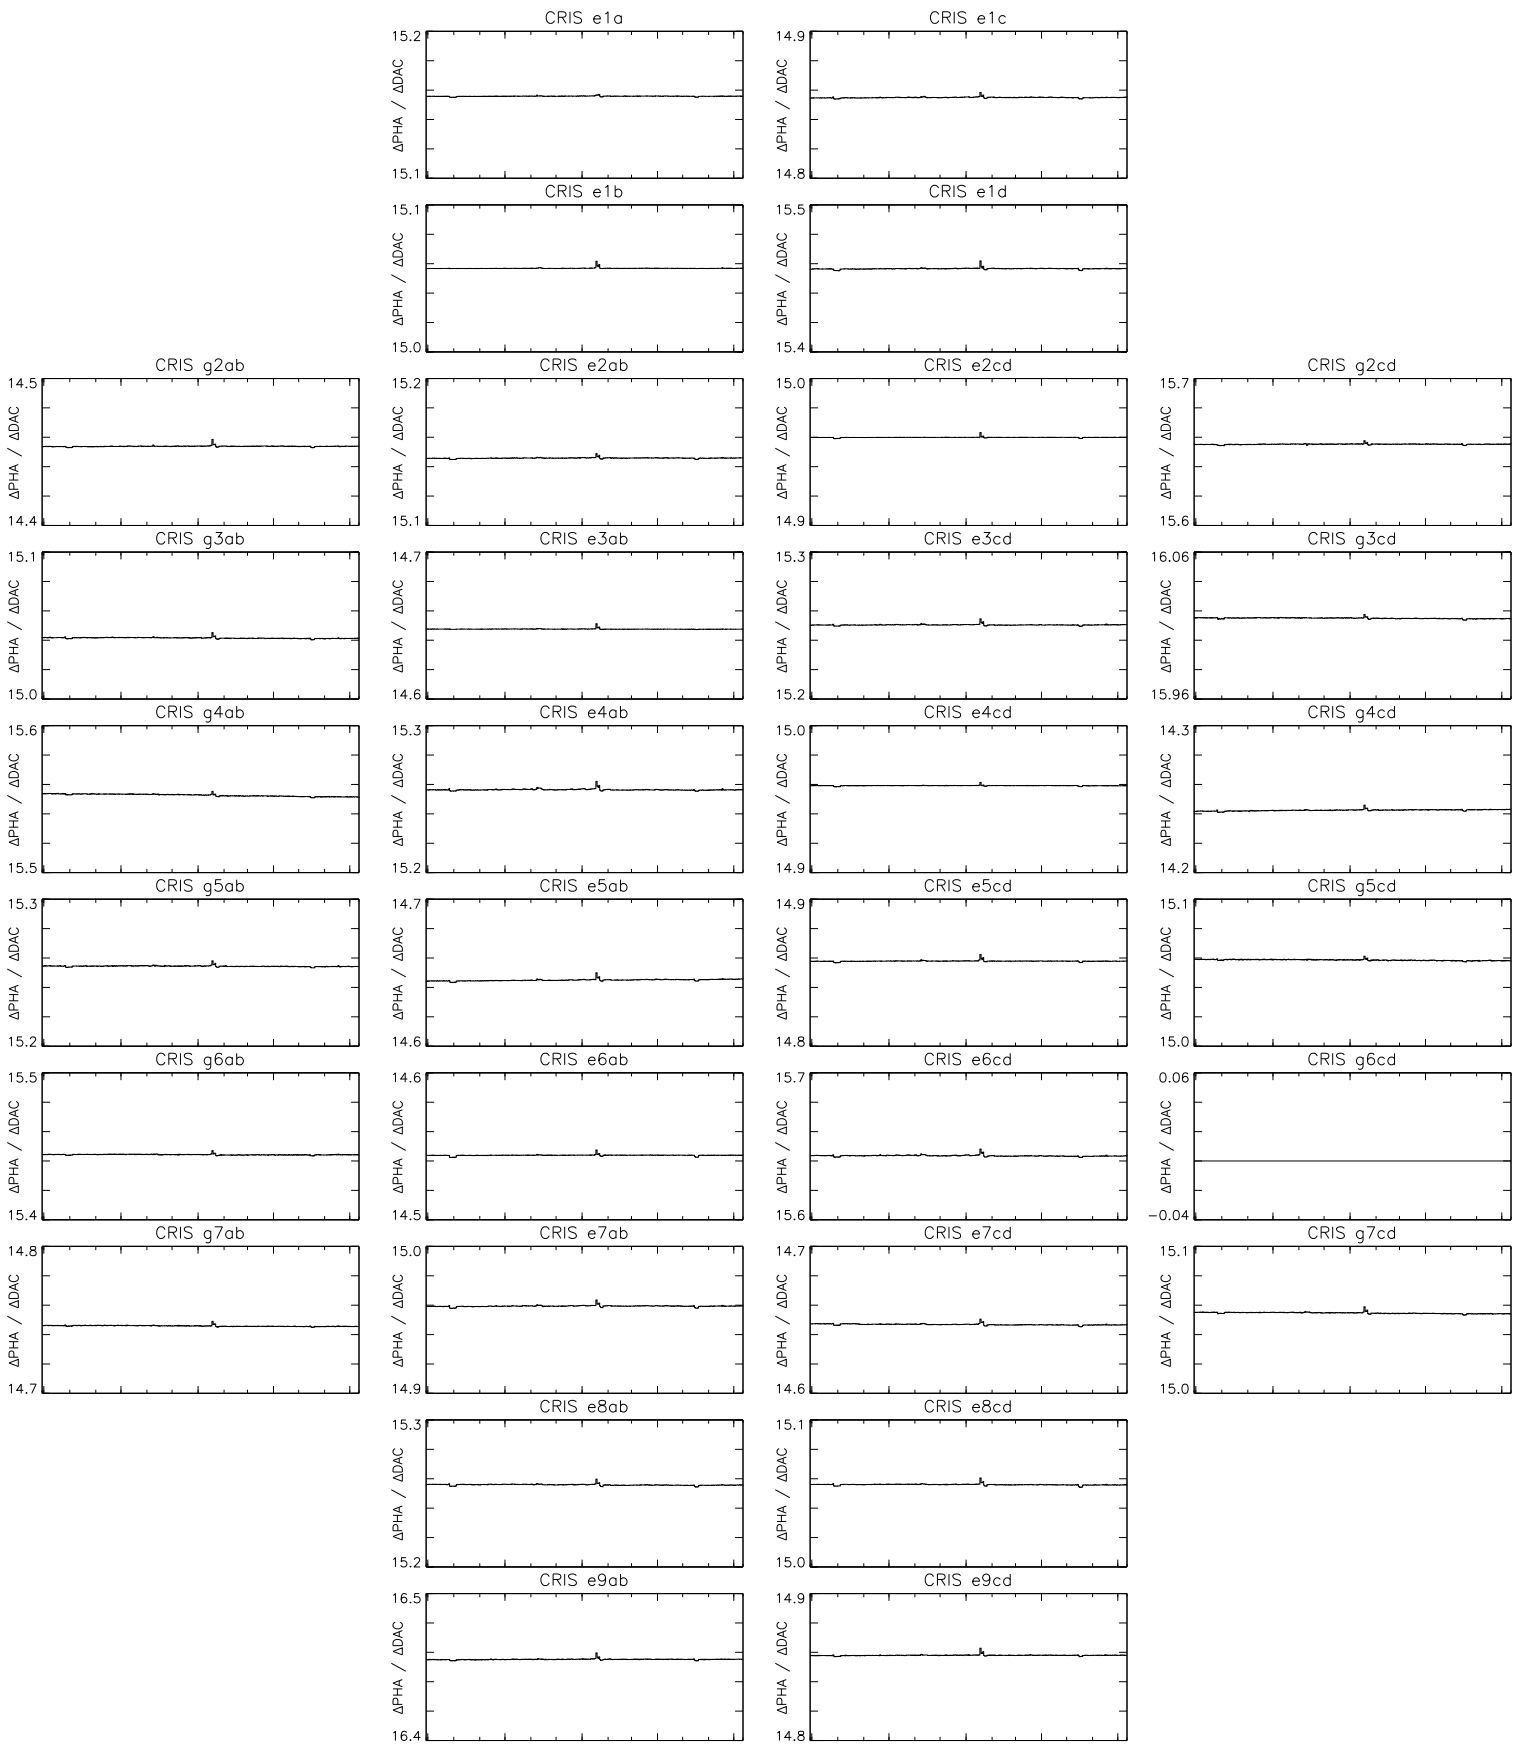 CRIS e1a
15.2
ΔPHA / ΔDAC
15.1
CRIS e1c
14.9
ΔPHA / ΔDAC
14.8
CRIS e1b
15.1
ΔPHA / ΔDAC
15.0
CRIS e1d
15.5
ΔPHA / ΔDAC
15.4
CRIS g2ab
14.5
ΔPHA / ΔDAC
14.4
CRIS e2ab
15.2
ΔPHA / ΔDAC
15.1
CRIS e2cd
15.0
ΔPHA / ΔDAC
14.9
CRIS g2cd
15.7
ΔPHA / ΔDAC
15.6
CRIS g3ab
15.1
ΔPHA / ΔDAC
15.0
CRIS e3ab
14.7
ΔPHA / ΔDAC
14.6
CRIS e3cd
15.3
ΔPHA / ΔDAC
15.2
CRIS g3cd
16.06
ΔPHA / ΔDAC
15.96
CRIS g4ab
15.6
ΔPHA / ΔDAC
15.5
CRIS e4ab
15.3
ΔPHA / ΔDAC
15.2
CRIS e4cd
15.0
ΔPHA / ΔDAC
14.9
CRIS g4cd
14.3
ΔPHA / ΔDAC
14.2
CRIS g5ab
15.3
ΔPHA / ΔDAC
15.2
CRIS e5ab
14.7
ΔPHA / ΔDAC
14.6
CRIS e5cd
14.9
ΔPHA / ΔDAC
14.8
CRIS g5cd
15.1
ΔPHA / ΔDAC
15.0
CRIS g6ab
15.5
ΔPHA / ΔDAC
15.4
CRIS e6ab
14.6
ΔPHA / ΔDAC
14.5
CRIS e6cd
15.7
ΔPHA / ΔDAC
15.6
CRIS g6cd
0.06
ΔPHA / ΔDAC
−0.04
CRIS g7ab
14.8
ΔPHA / ΔDAC
14.7
CRIS e7ab
15.0
ΔPHA / ΔDAC
14.9
CRIS e7cd
14.7
ΔPHA / ΔDAC
14.6
CRIS g7cd
15.1
ΔPHA / ΔDAC
15.0
CRIS e8ab
15.3
ΔPHA / ΔDAC
15.2
CRIS e8cd
15.1
ΔPHA / ΔDAC
15.0
CRIS e9ab
16.5
ΔPHA / ΔDAC
16.4
CRIS e9cd
14.9
ΔPHA / ΔDAC
14.8